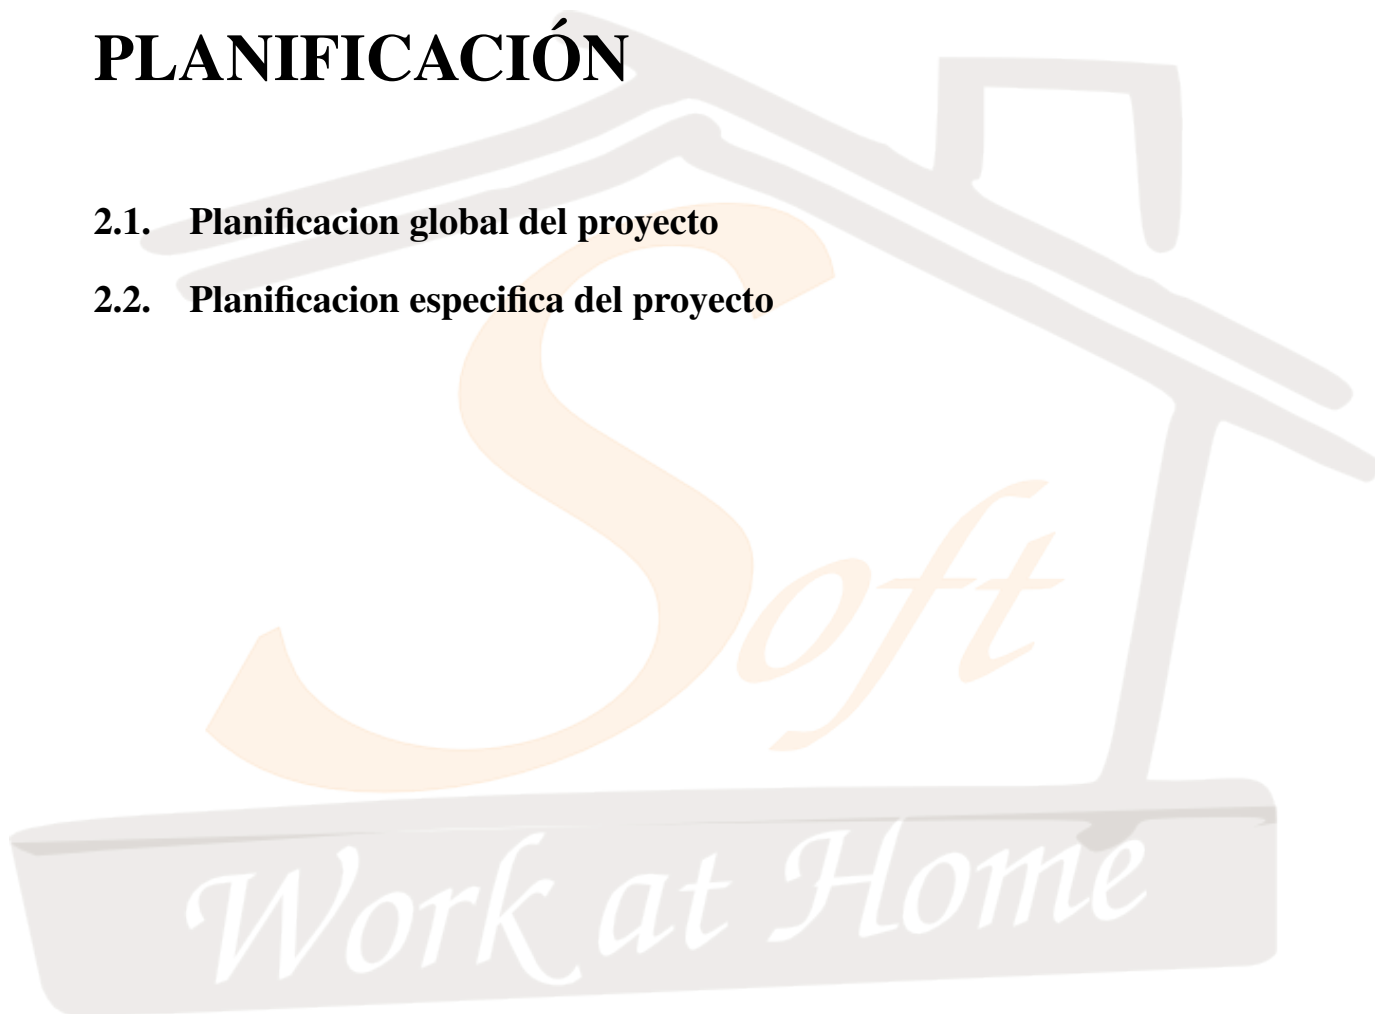 PLANIFICACIÓN
2.1. Planificacion global del proyecto
2.2. Planificacion especifica del proyecto
Soft
Work at Home